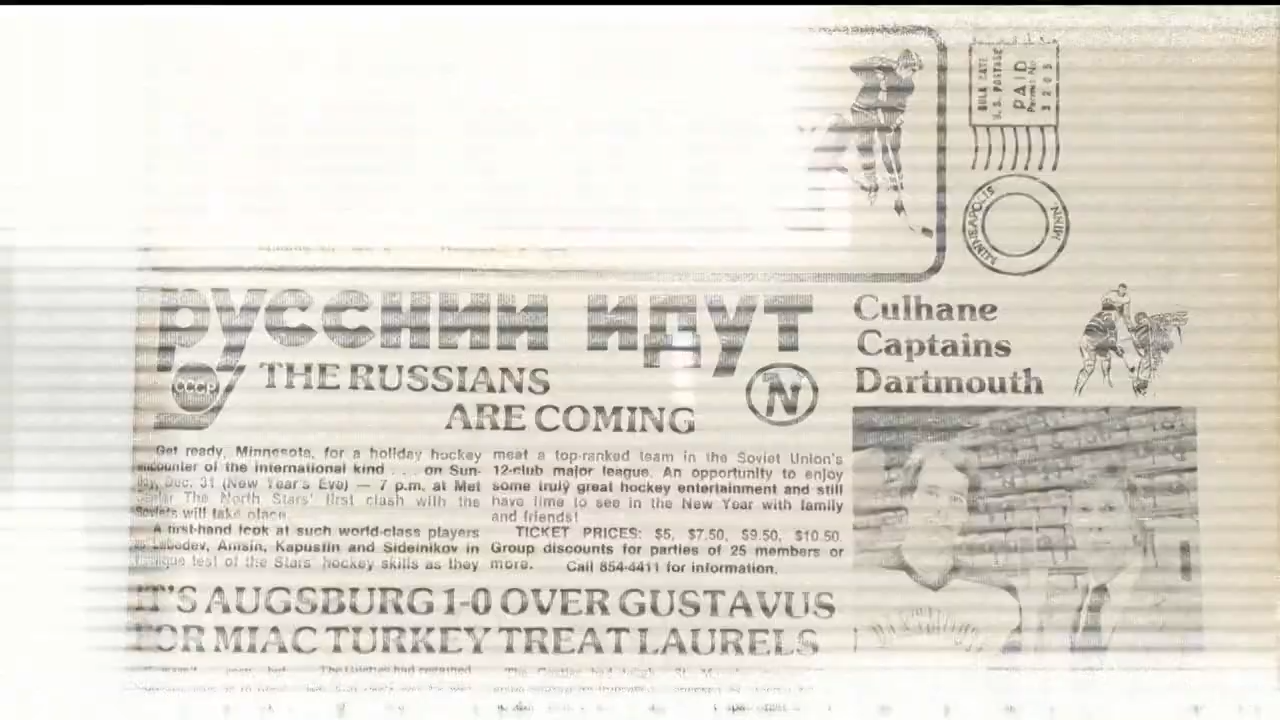 BULK RATE
U.S. POSTAGE
PAID
Permit No.
3205
MINNEAPOLIS
MINN.
русснии идут
СССР
THE RUSSIANS
ARE COMING
N
Get ready, Minnesota, for a holiday hockey
encounter of the international kind . . . on Sun-
day, Dec. 31 (New Year's Eve) — 7 p.m. at Met
Center The North Stars' first clash with the
Soviets will take place.
A first-hand look at such world-class players
as Lebedev, Anisin, Kapustin and Sidelnikov in
unique test of the Stars' hockey skills as they
meet a top-ranked team in the Soviet Union's
12-club major league. An opportunity to enjoy
some truly great hockey entertainment and still
have time to see in the New Year with family
and friends!
TICKET PRICES: $5, $7.50, $9.50, $10.50.
Group discounts for parties of 25 members or
more. Call 854-4411 for information.
Culhane
Captains
Dartmouth
IT'S AUGSBURG 1-0 OVER GUSTAVUS
FOR MIAC TURKEY TREAT LAURELS